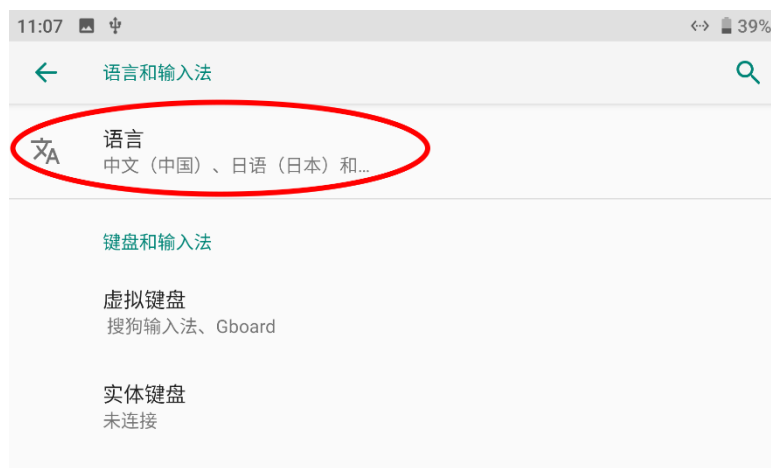 11:07 39%
语言和输入法
语言
中文（中国）、日语（日本）和...
键盘和输入法
虚拟键盘
搜狗输入法、Gboard
实体键盘
未连接